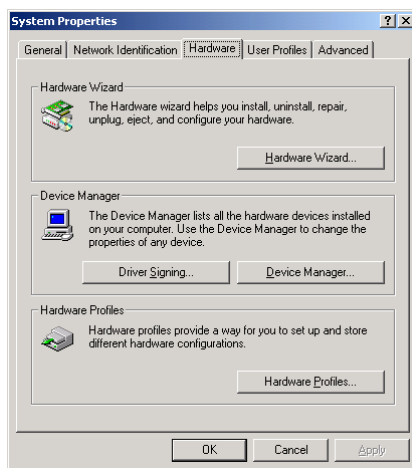 System Properties
General Network Identification Hardware User Profiles Advanced
Hardware Wizard
The Hardware wizard helps you install, uninstall, repair,
unplug, eject, and configure your hardware.
Hardware Wizard...
Device Manager
The Device Manager lists all the hardware devices installed
on your computer. Use the Device Manager to change the
properties of any device.
Driver Signing... Device Manager...
Hardware Profiles
Hardware profiles provide a way for you to set up and store
different hardware configurations.
Hardware Profiles...
OK Cancel Apply